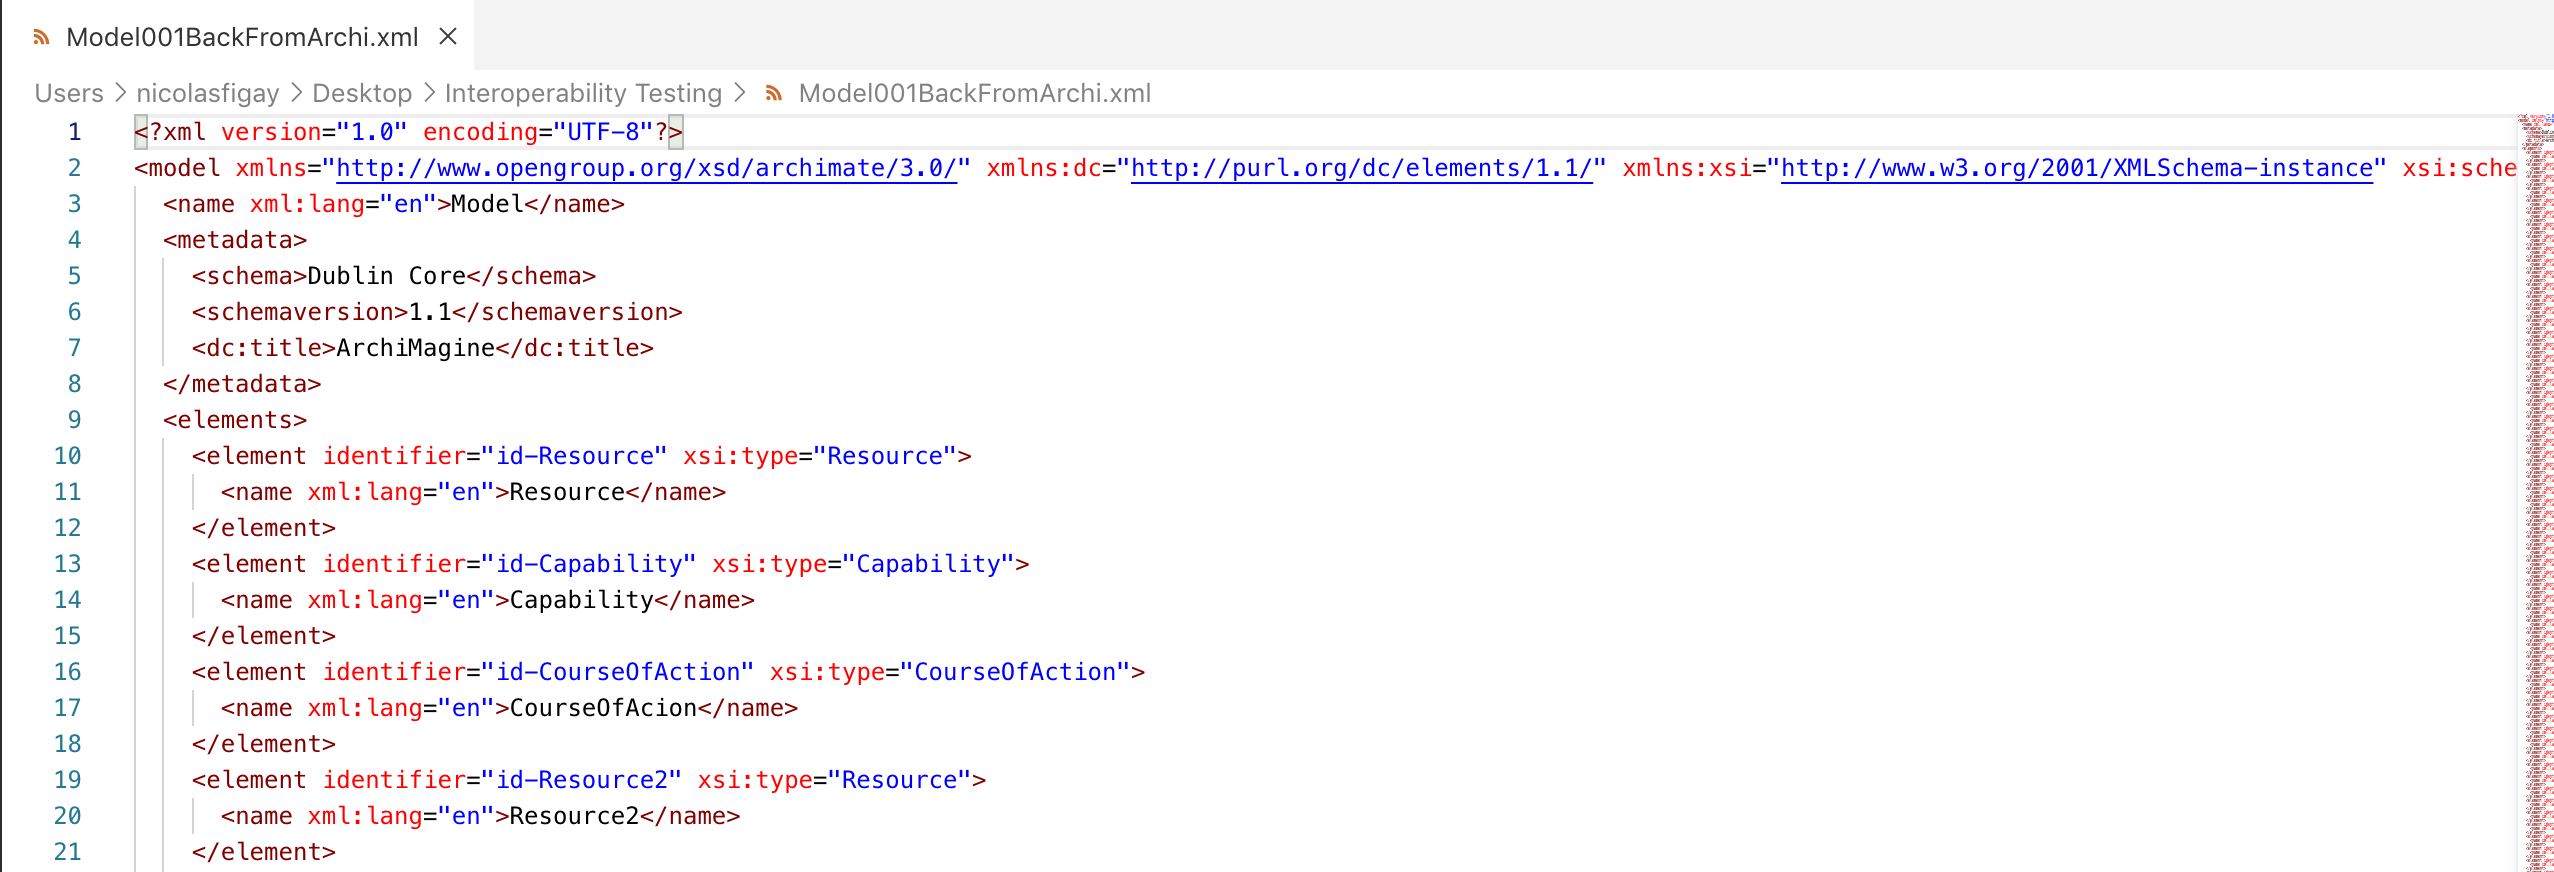 Model001BackFromArchi.xml
Users > nicolasfigay > Desktop > Interoperability Testing > Model001BackFromArchi.xml
1 <?xml version="1.0" encoding="UTF-8"?>
2 <model xmlns="http://www.opengroup.org/xsd/archimate/3.0/" xmlns:dc="http://purl.org/dc/elements/1.1/" xmlns:xsi="http://www.w3.org/2001/XMLSchema-instance" xsi:sche
3 <name xml:lang="en">Model</name>
4 <metadata>
5 <schema>Dublin Core</schema>
6 <schemaversion>1.1</schemaversion>
7 <dc:title>ArchiMagine</dc:title>
8 </metadata>
9 <elements>
10 <element identifier="id-Resource" xsi:type="Resource">
11 <name xml:lang="en">Resource</name>
12 </element>
13 <element identifier="id-Capability" xsi:type="Capability">
14 <name xml:lang="en">Capability</name>
15 </element>
16 <element identifier="id-CourseOfAction" xsi:type="CourseOfAction">
17 <name xml:lang="en">CourseOfAcion</name>
18 </element>
19 <element identifier="id-Resource2" xsi:type="Resource">
20 <name xml:lang="en">Resource2</name>
21 </element>